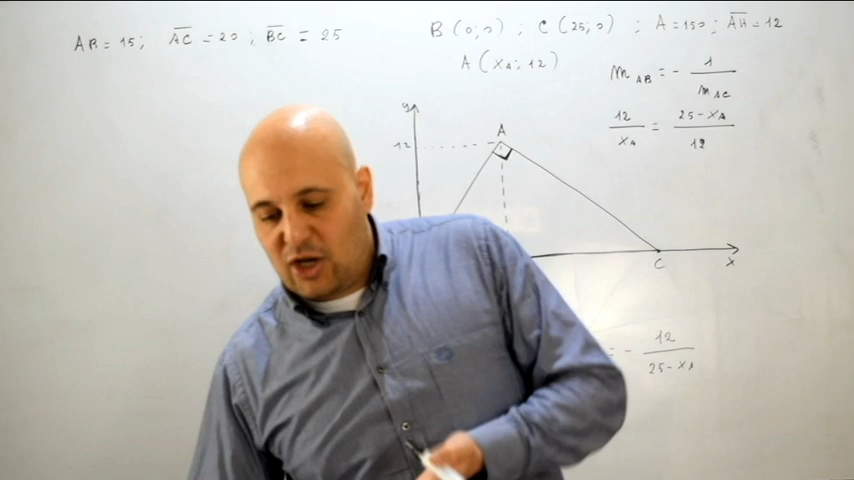 AB = 15; AC = 20; BC = 25
B (0;0) ; C (25;0) ; A = 150; AH = 12
A (xA; 12)
mAB = - 1/mAC
12/xA = (25-xA)/12
y
A
12
C
x
= - 12/(25-xA)